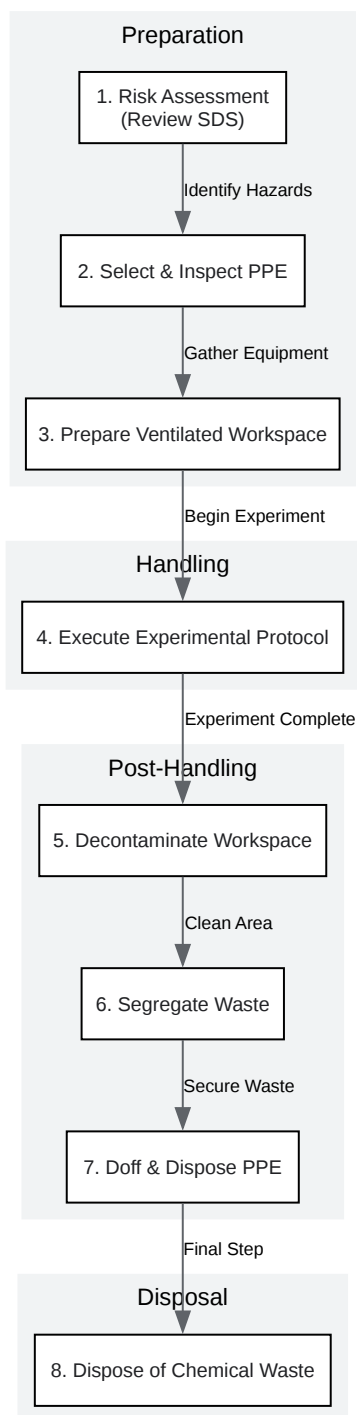 Preparation
1. Risk Assessment
(Review SDS)
Identify Hazards
2. Select & Inspect PPE
Gather Equipment
3. Prepare Ventilated Workspace
Begin Experiment
Handling
4. Execute Experimental Protocol
Experiment Complete
Post-Handling
5. Decontaminate Workspace
Clean Area
6. Segregate Waste
Secure Waste
7. Doff & Dispose PPE
Final Step
Disposal
8. Dispose of Chemical Waste